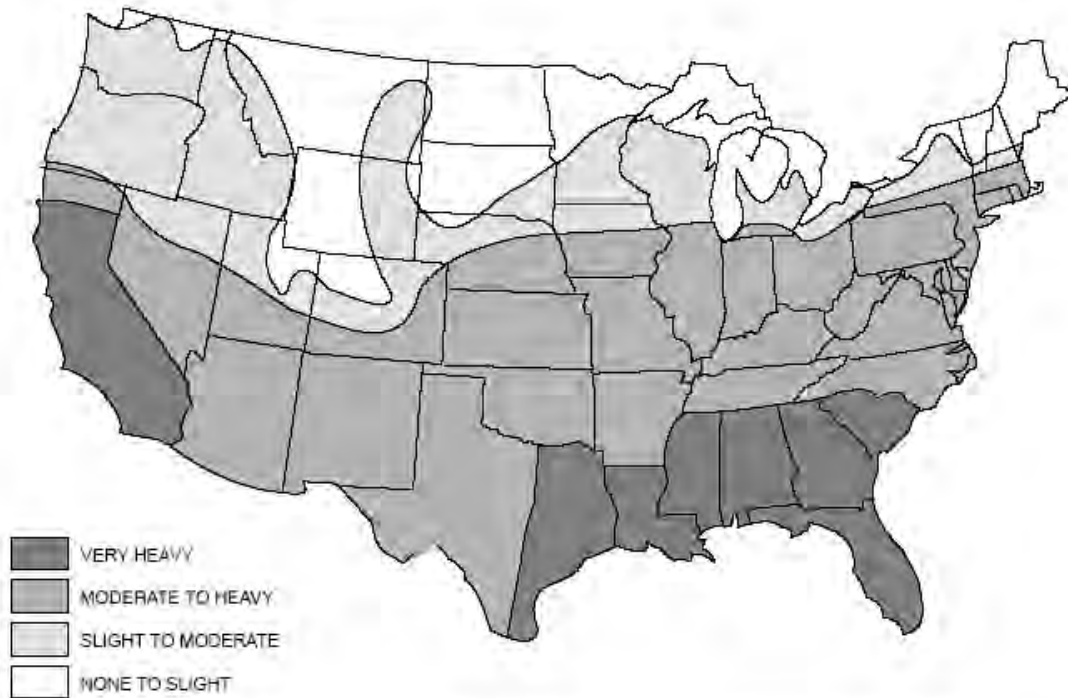 VERY HEAVY
MODERATE TO HEAVY
SLIGHT TO MODERATE
NONE TO SLIGHT